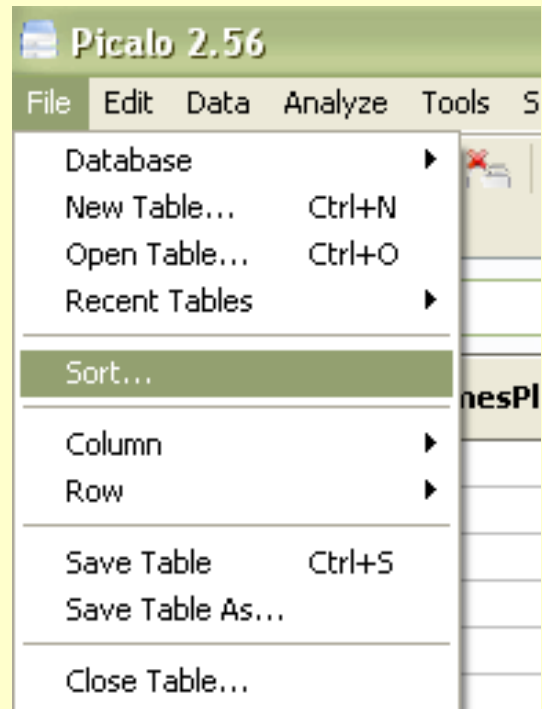 Picalo 2.56
File Edit Data Analyze Tools S
Database
New Table... Ctrl+N
Open Table... Ctrl+O
Recent Tables
Sort...
nesPl
Column
Row
Save Table Ctrl+S
Save Table As...
Close Table...